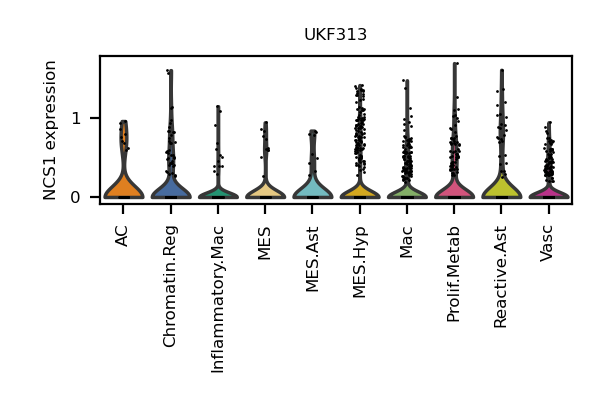 UKF313
NCS1 expression
1
0
AC
Chromatin.Reg
Inflammatory.Mac
MES
MES.Ast
MES.Hyp
Mac
Prolif.Metab
Reactive.Ast
Vasc